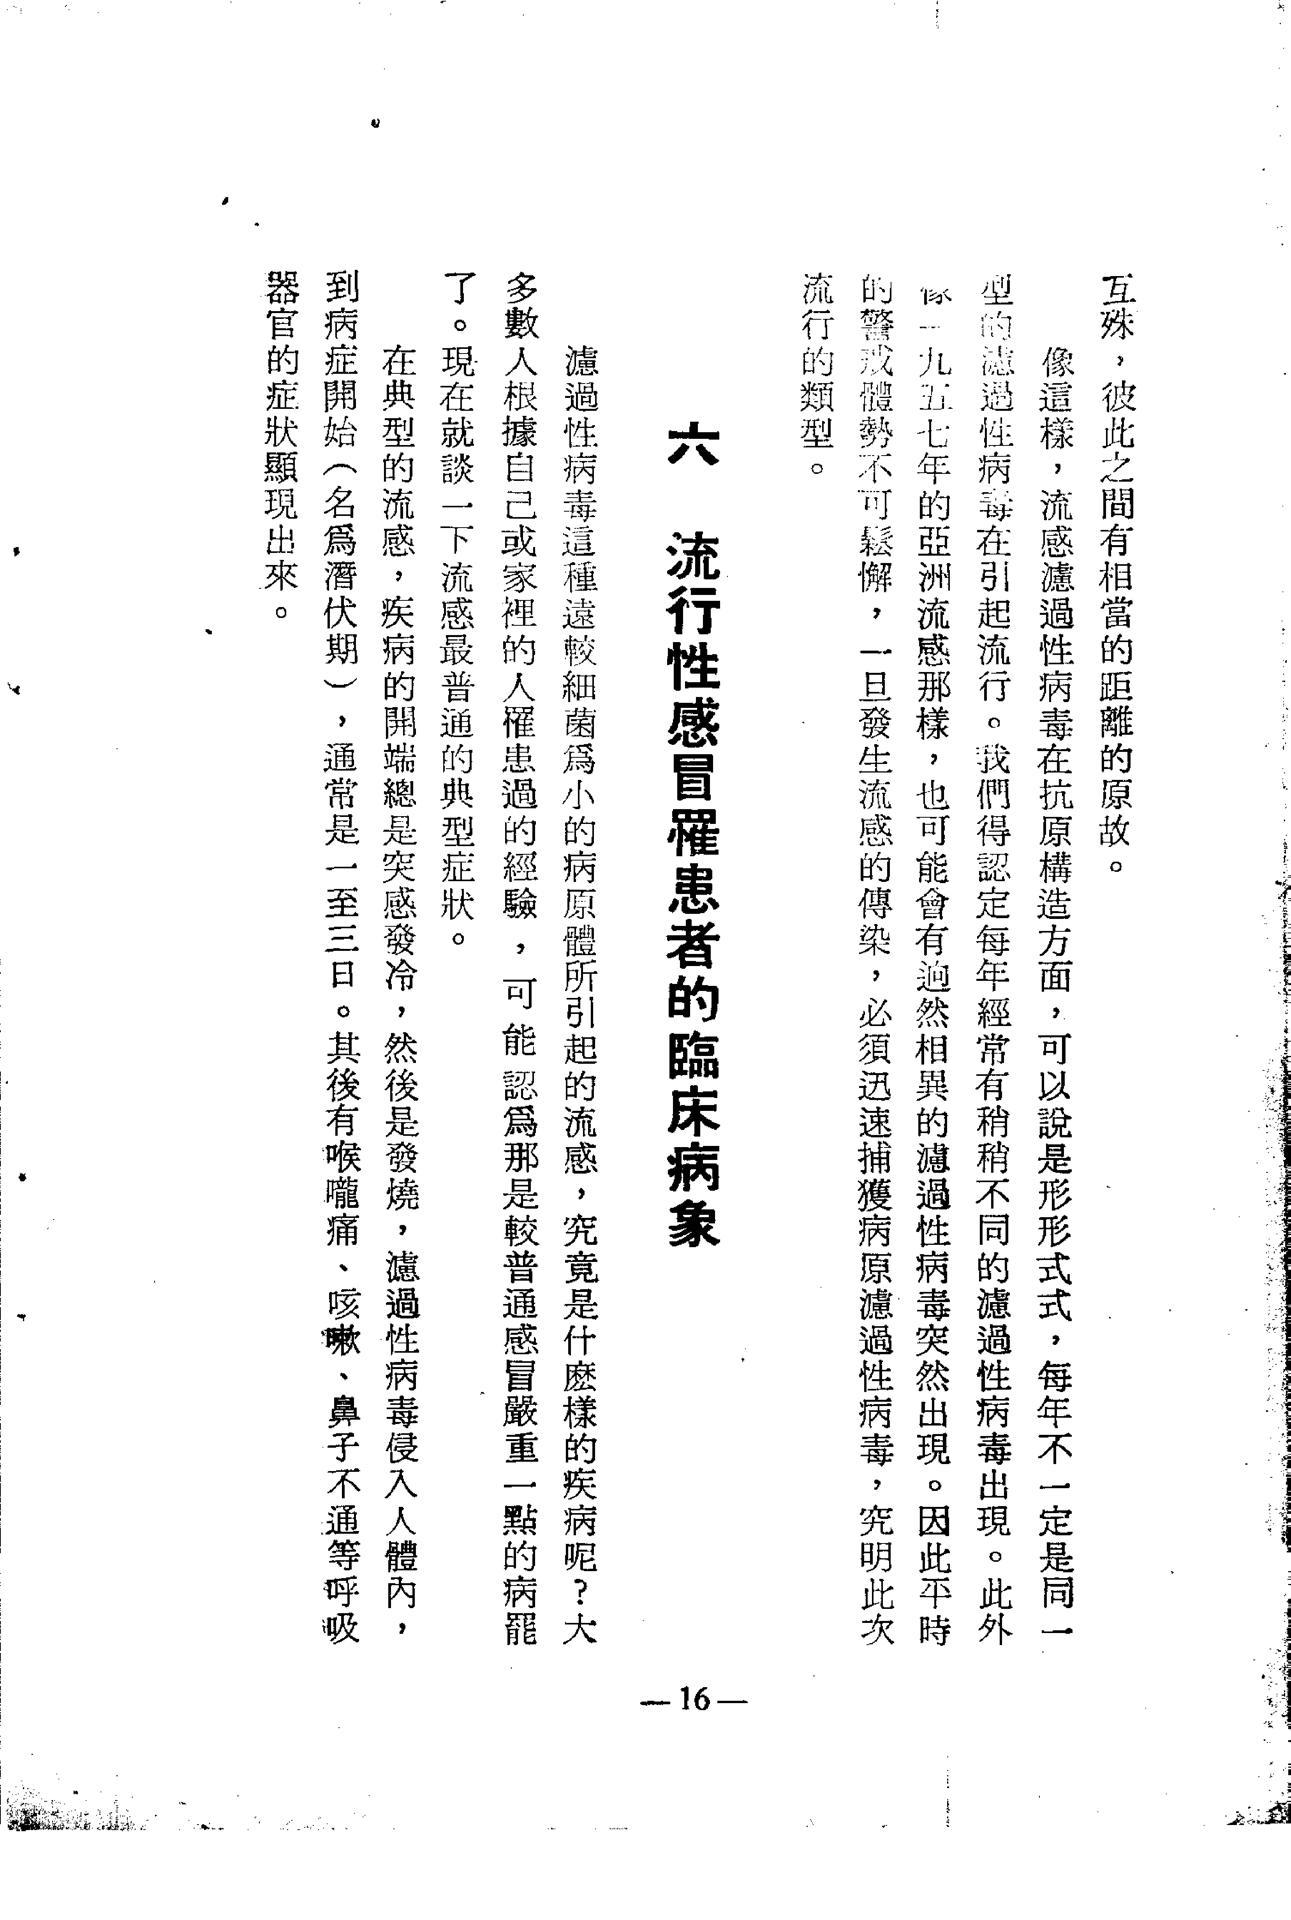 互殊，彼此之間有相當的距離的原故。
像這樣，流感濾過性病毒在抗原構造方面，可以說是形形式式，每年不一定是同一
型的濾過性病毒在引起流行。我們得認定每年經常有稍稍不同的濾過性病毒出現。此外
像一九五七年的亞洲流感那樣，也可能會有逈然相異的濾過性病毒突然出現。因此平時
的警戒體勢不可鬆懈，一旦發生流感的傳染，必須迅速捕獲病原濾過性病毒，究明此次
流行的類型。
六　流行性感冒罹患者的臨床病象
濾過性病毒這種遠較細菌爲小的病原體所引起的流感，究竟是什麽樣的疾病呢？大
多數人根據自己或家裡的人罹患過的經驗，可能認爲那是較普通感冒嚴重一點的病罷
了。現在就談一下流感最普通的典型症狀。
在典型的流感，疾病的開端總是突感發冷，然後是發燒，濾過性病毒侵入人體內，
到病症開始（名爲潛伏期），通常是一至三日。其後有喉嚨痛、咳嗽、鼻子不通等呼吸
器官的症狀顯現出來。
—16—